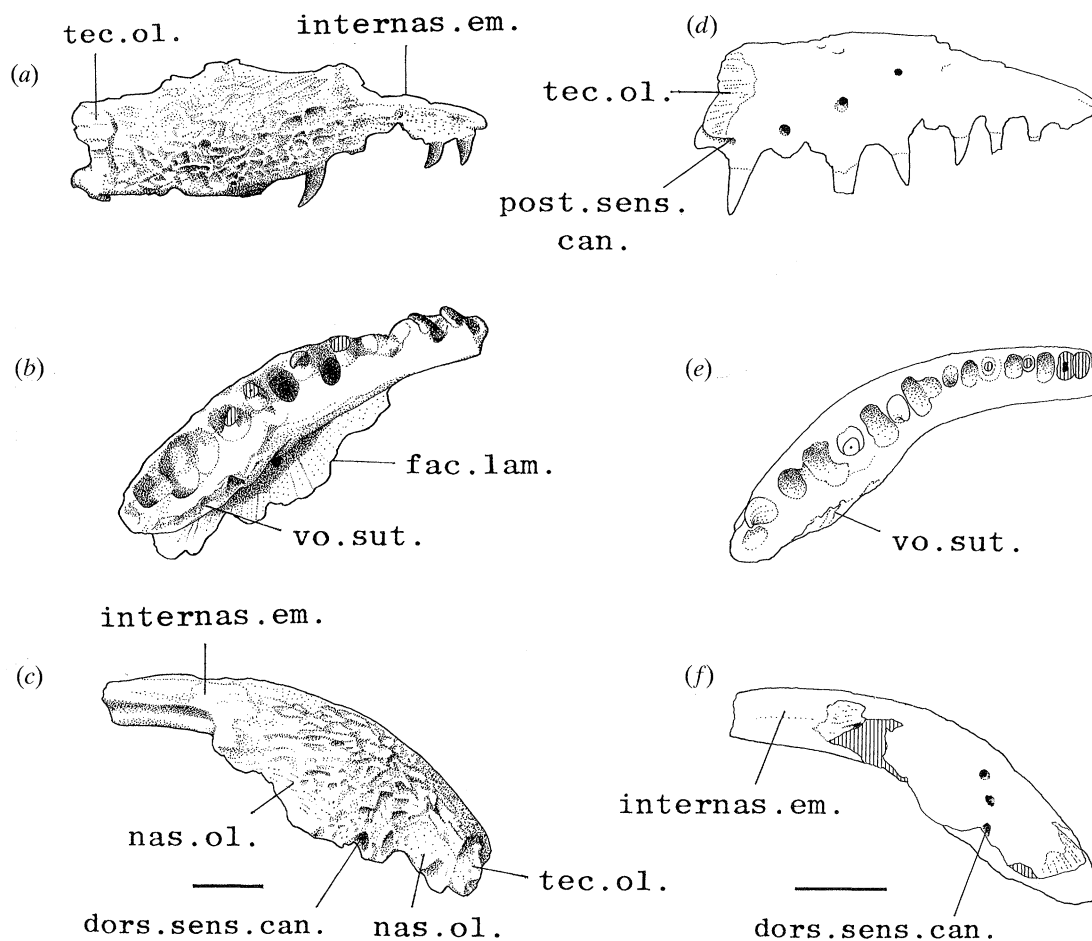 (a)
tec.ol.
internas.em.
(d)
tec.ol.
post.sens.
can.
(b)
fac.lam.
vo.sut.
(e)
vo.sut.
(c)
internas.em.
nas.ol.
dors.sens.can.
nas.ol.
tec.ol.
(f)
internas.em.
dors.sens.can.